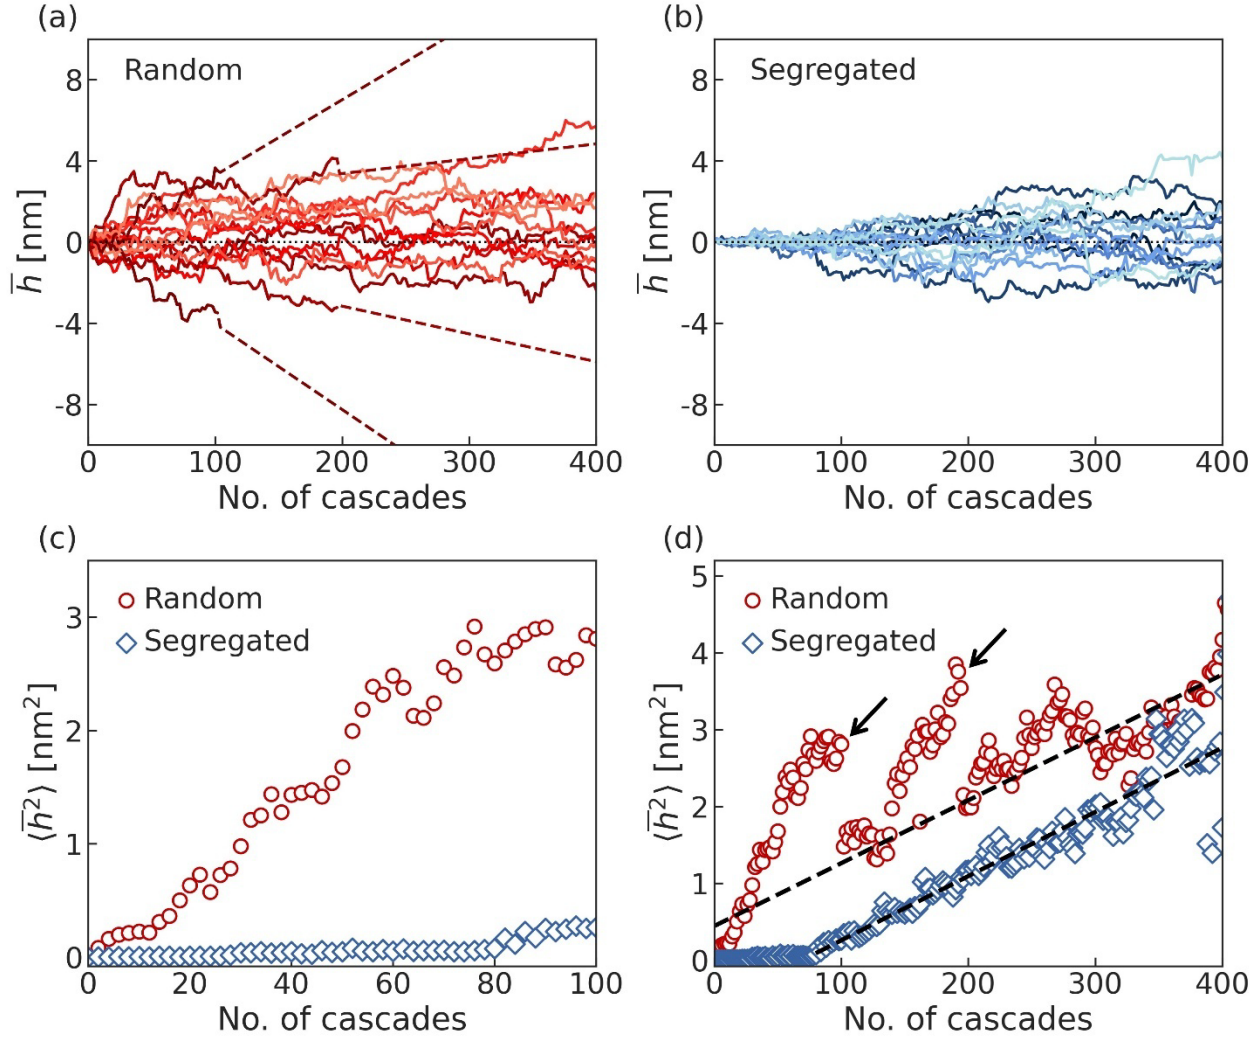 (a)
Random
8
4
0
-4
-8
h̅ [nm]
0 100 200 300 400
No. of cascades
(b)
Segregated
8
4
0
-4
-8
h̅ [nm]
0 100 200 300 400
No. of cascades
(c)
Random
Segregated
3
2
1
0
⟨h̅²⟩ [nm²]
0 20 40 60 80 100
No. of cascades
(d)
Random
Segregated
5
4
3
2
1
0
⟨h̅²⟩ [nm²]
0 100 200 300 400
No. of cascades